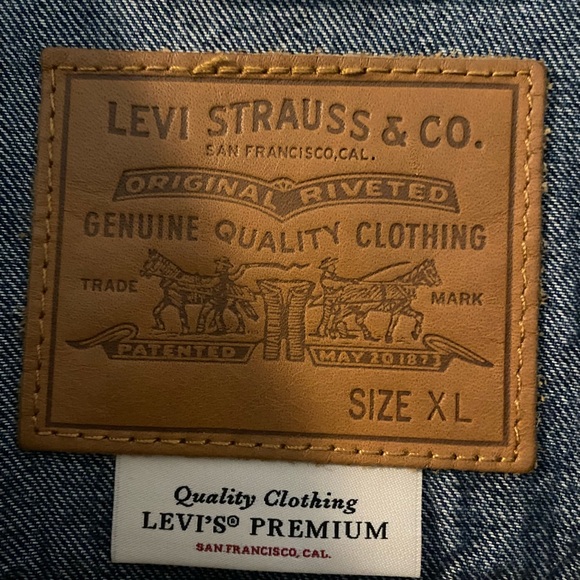 LEVI STRAUSS & CO.
SAN FRANCISCO, CAL.
ORIGINAL RIVETED
GENUINE QUALITY CLOTHING
TRADE MARK
PATENTED MAY 20 1873
SIZE XL
Quality Clothing
LEVI'S® PREMIUM
SAN FRANCISCO, CAL.